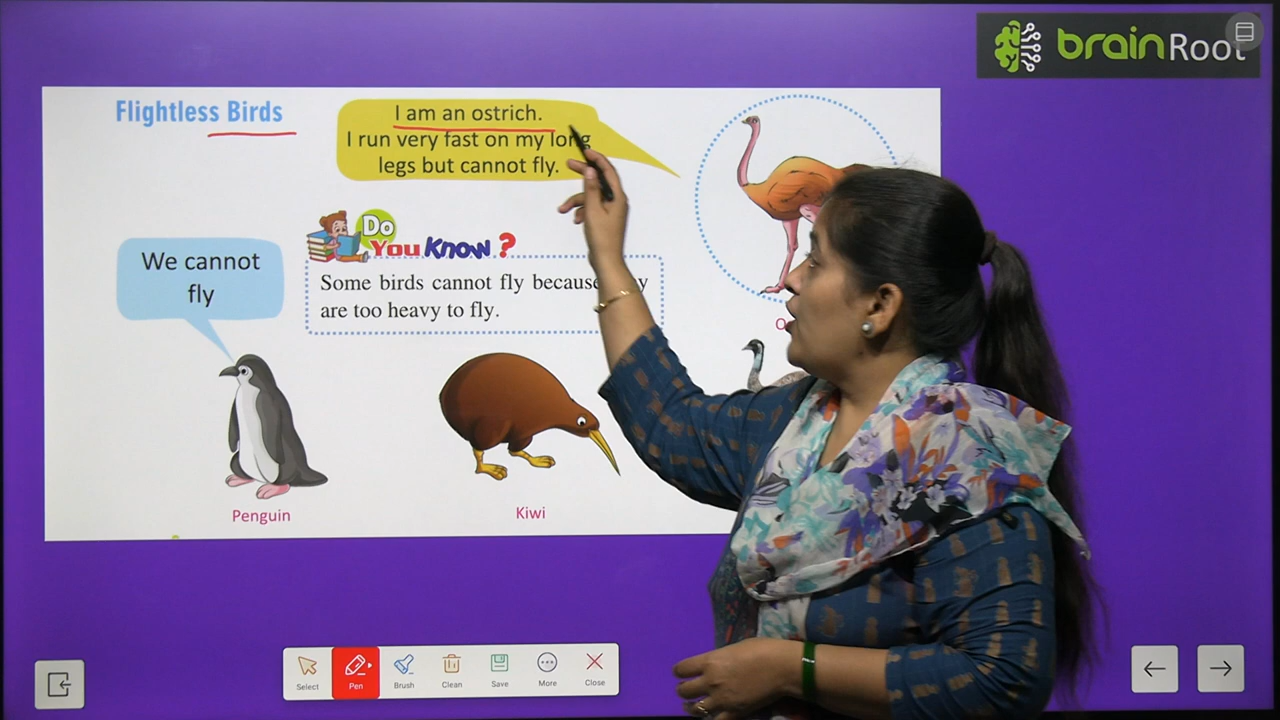 brainRoot
Flightless Birds
I am an ostrich.
I run very fast on my long
legs but cannot fly.
Do
You Know ?
We cannot
fly
Some birds cannot fly because
are too heavy to fly.
Penguin
Kiwi
Select
Pen
Brush
Clean
Save
More
Close